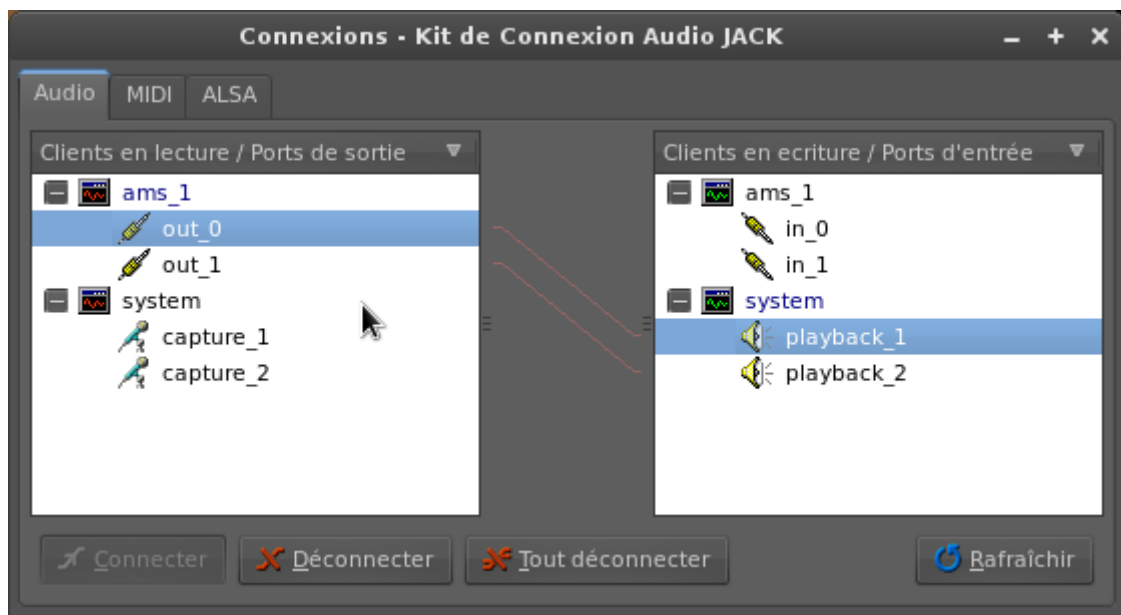 Connexions - Kit de Connexion Audio JACK
Audio MIDI ALSA
Clients en lecture / Ports de sortie
ams_1
out_0
out_1
system
capture_1
capture_2
Clients en ecriture / Ports d'entrée
ams_1
in_0
in_1
system
playback_1
playback_2
Connecter Déconnecter Tout déconnecter Rafraîchir